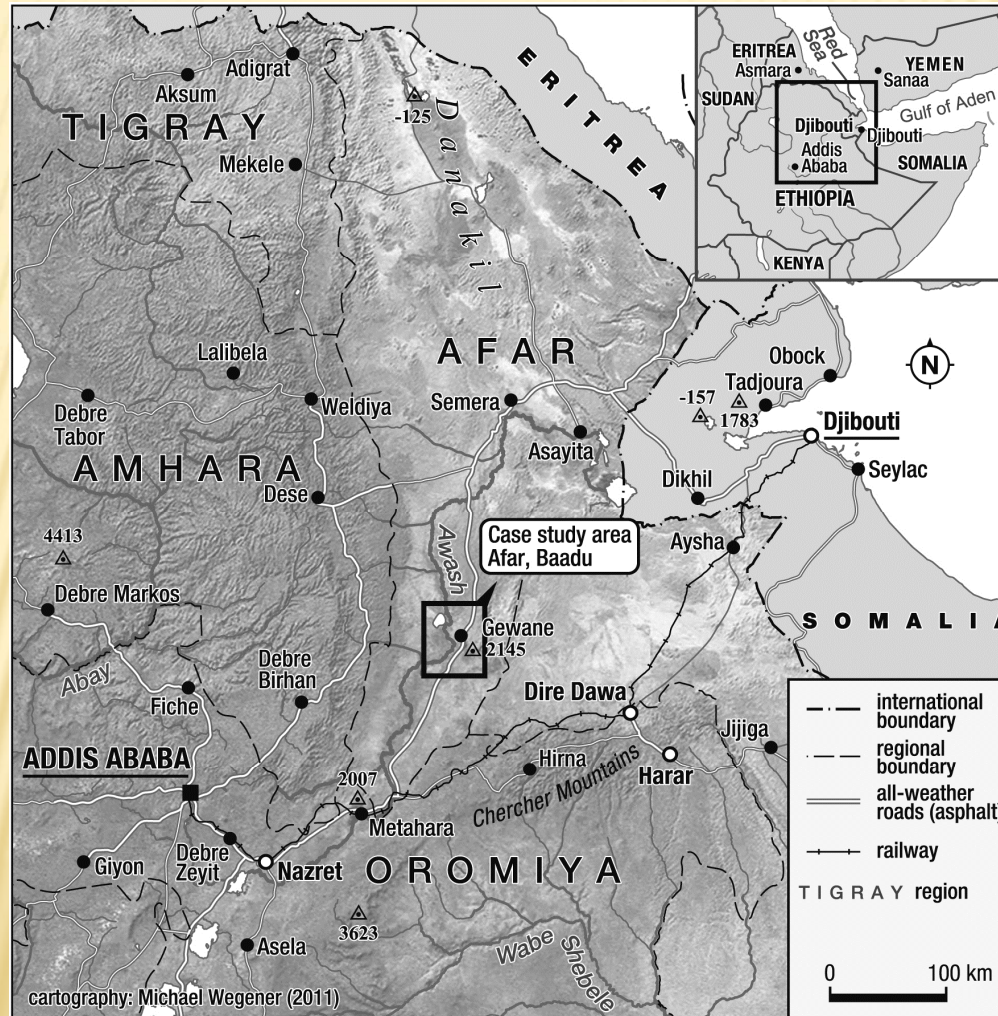 ERITREA
Adigrat
Aksum
-125
Danakil
TIGRAY
Mekele
Red
Sea
ERITREA
Asmara
YEMEN
Sanaa
SUDAN
Gulf of Aden
Djibouti
Djibouti
Addis
Ababa
SOMALIA
ETHIOPIA
KENYA
AFAR
Lalibela
Obock
N
Tadjoura
-157
1783
Debre
Tabor
Weldiya
Semera
Djibouti
Asayita
AMHARA
Dikhil
Seylac
Dese
4413
Awash
Case study area
Afar, Baadu
Aysha
Debre Markos
Gewane
2145
SOMALIA
Abay
Debre
Birhan
Fiche
Dire Dawa
Jijiga
ADDIS ABABA
Hirna
Harar
2007
Chercher Mountains
Metahara
Giyon
Debre
Zeyit
Nazret
OROMIYA
3623
Asela
Wabe
Shebele
international
boundary
regional
boundary
all-weather
roads (asphalt)
railway
TIGRAY region
0 100 km
cartography: Michael Wegener (2011)